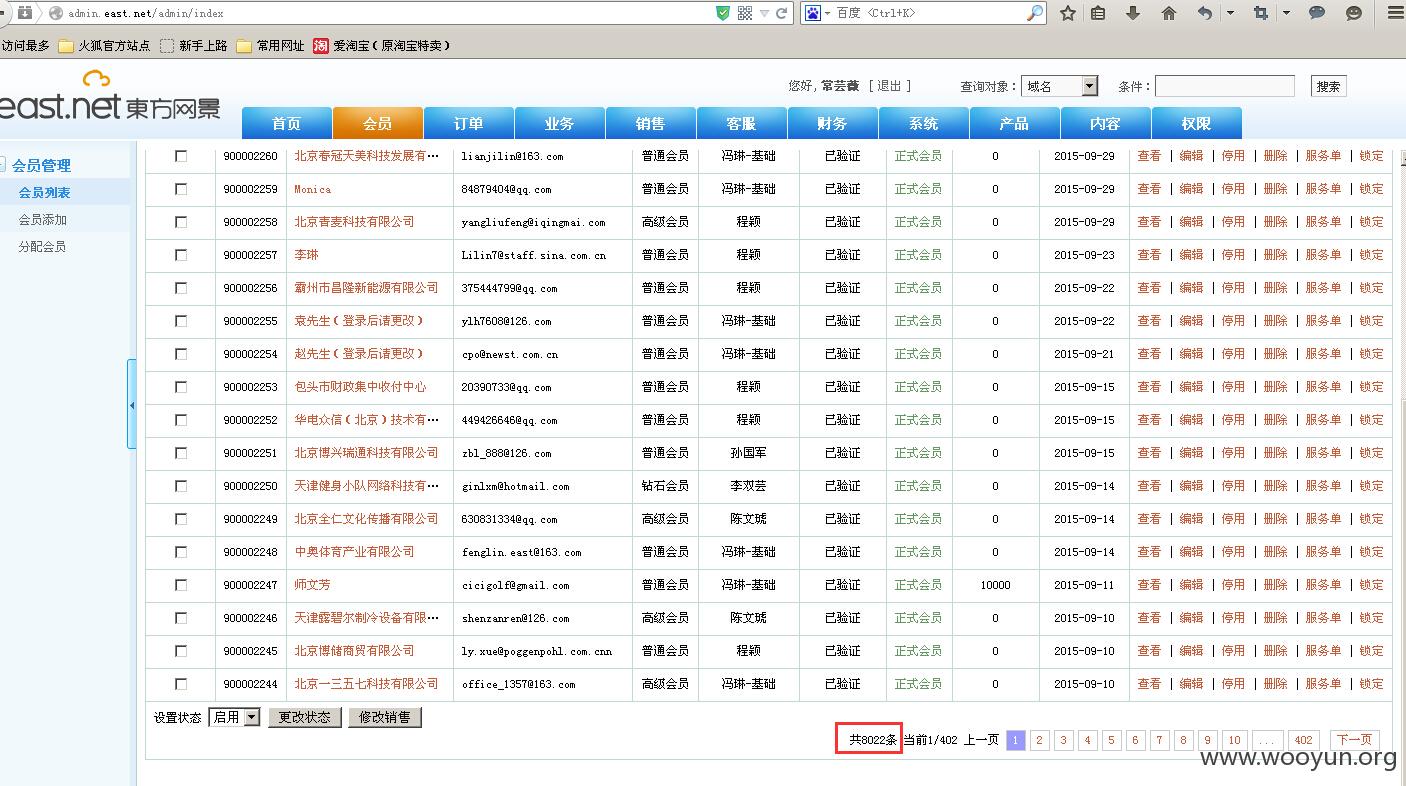 admin.east.net/admin/index
百度 <Ctrl+K>
访问最多 火狐官方站点 新手上路 常用网址 淘 爱淘宝(原淘宝特卖)
您好,常芸薇 [ 退出 ] 查询对象: 域名 条件: 搜索
east.net 東方网景
首页 会员 订单 业务 销售 客服 财务 系统 产品 内容 权限
会员管理
会员列表
会员添加
分配会员
900002260 北京春冠天美科技发展有… lianjilin@163.com 普通会员 冯琳-基础 已验证 正式会员 0 2015-09-29 查看 | 编辑 | 停用 | 删除 | 服务单 | 锁定
900002259 Monica 84879404@qq.com 普通会员 冯琳-基础 已验证 正式会员 0 2015-09-29 查看 | 编辑 | 停用 | 删除 | 服务单 | 锁定
900002258 北京青麦科技有限公司 yangliufeng@iqingmai.com 高级会员 程颖 已验证 正式会员 0 2015-09-29 查看 | 编辑 | 停用 | 删除 | 服务单 | 锁定
900002257 李琳 Lilin7@staff.sina.com.cn 普通会员 程颖 已验证 正式会员 0 2015-09-23 查看 | 编辑 | 停用 | 删除 | 服务单 | 锁定
900002256 霸州市昌隆新能源有限公司 375444799@qq.com 普通会员 程颖 已验证 正式会员 0 2015-09-22 查看 | 编辑 | 停用 | 删除 | 服务单 | 锁定
900002255 袁先生(登录后请更改) ylh7608@126.com 普通会员 冯琳-基础 已验证 正式会员 0 2015-09-22 查看 | 编辑 | 停用 | 删除 | 服务单 | 锁定
900002254 赵先生(登录后请更改) cpo@newst.com.cn 普通会员 冯琳-基础 已验证 正式会员 0 2015-09-21 查看 | 编辑 | 停用 | 删除 | 服务单 | 锁定
900002253 包头市财政集中收付中心 20390733@qq.com 普通会员 程颖 已验证 正式会员 0 2015-09-15 查看 | 编辑 | 停用 | 删除 | 服务单 | 锁定
900002252 华电众信(北京)技术有… 449426646@qq.com 普通会员 程颖 已验证 正式会员 0 2015-09-15 查看 | 编辑 | 停用 | 删除 | 服务单 | 锁定
900002251 北京博兴瑞通科技有限公司 zbl_888@126.com 普通会员 孙国军 已验证 正式会员 0 2015-09-15 查看 | 编辑 | 停用 | 删除 | 服务单 | 锁定
900002250 天津健身小队网络科技有… ginlxm@hotmail.com 钻石会员 李双芸 已验证 正式会员 0 2015-09-14 查看 | 编辑 | 停用 | 删除 | 服务单 | 锁定
900002249 北京全仁文化传播有限公司 630831334@qq.com 高级会员 陈文琥 已验证 正式会员 0 2015-09-14 查看 | 编辑 | 停用 | 删除 | 服务单 | 锁定
900002248 中奥体育产业有限公司 fenglin.east@163.com 普通会员 冯琳-基础 已验证 正式会员 0 2015-09-14 查看 | 编辑 | 停用 | 删除 | 服务单 | 锁定
900002247 师文芳 cicigolf@gmail.com 普通会员 冯琳-基础 已验证 正式会员 10000 2015-09-11 查看 | 编辑 | 停用 | 删除 | 服务单 | 锁定
900002246 天津露碧尔制冷设备有限… shenzanren@126.com 高级会员 陈文琥 已验证 正式会员 0 2015-09-10 查看 | 编辑 | 停用 | 删除 | 服务单 | 锁定
900002245 北京博储商贸有限公司 ly.xue@poggenpohl.com.cnn 普通会员 程颖 已验证 正式会员 0 2015-09-10 查看 | 编辑 | 停用 | 删除 | 服务单 | 锁定
900002244 北京一三五七科技有限公司 office_1357@163.com 高级会员 冯琳-基础 已验证 正式会员 0 2015-09-10 查看 | 编辑 | 停用 | 删除 | 服务单 | 锁定
设置状态 启用 更改状态 修改销售
共8022条 当前1/402 上一页 1 2 3 4 5 6 7 8 9 10 ... 402 下一页
www.wooyun.org